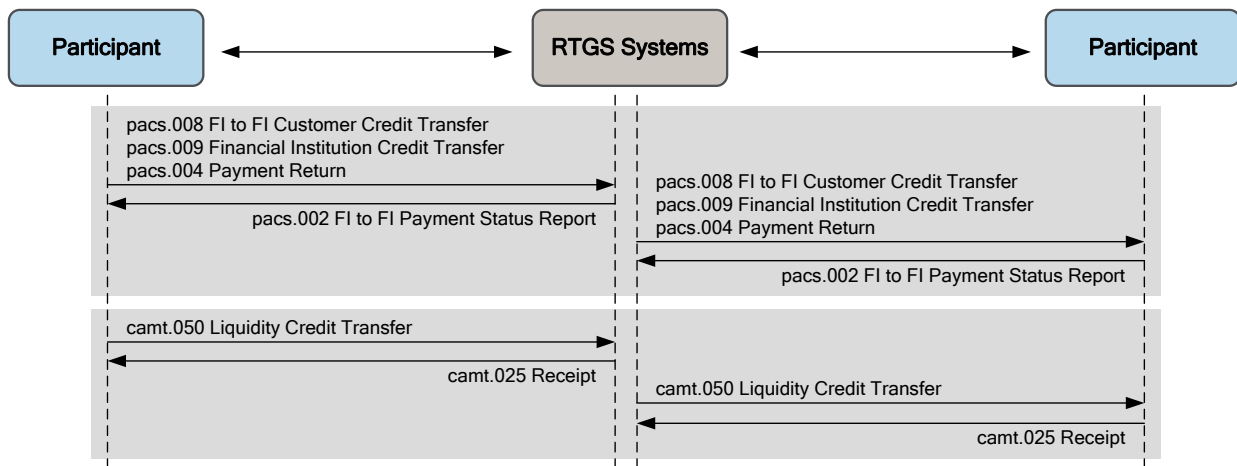 Participant
RTGS Systems
Participant
pacs.008 FI to FI Customer Credit Transfer
pacs.009 Financial Institution Credit Transfer
pacs.004 Payment Return
pacs.002 FI to FI Payment Status Report
pacs.008 FI to FI Customer Credit Transfer
pacs.009 Financial Institution Credit Transfer
pacs.004 Payment Return
pacs.002 FI to FI Payment Status Report
camt.050 Liquidity Credit Transfer
camt.025 Receipt
camt.050 Liquidity Credit Transfer
camt.025 Receipt